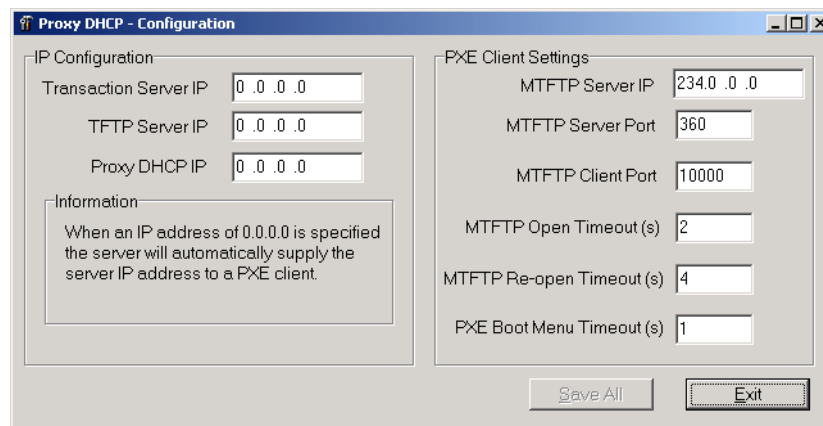 Proxy DHCP - Configuration
IP Configuration
Transaction Server IP 0 .0 .0 .0
TFTP Server IP 0 .0 .0 .0
Proxy DHCP IP 0 .0 .0 .0
Information
When an IP address of 0.0.0.0 is specified
the server will automatically supply the
server IP address to a PXE client.
PXE Client Settings
MTFTP Server IP 234.0 .0 .0
MTFTP Server Port 360
MTFTP Client Port 10000
MTFTP Open Timeout (s) 2
MTFTP Re-open Timeout (s) 4
PXE Boot Menu Timeout (s) 1
Save All
Exit